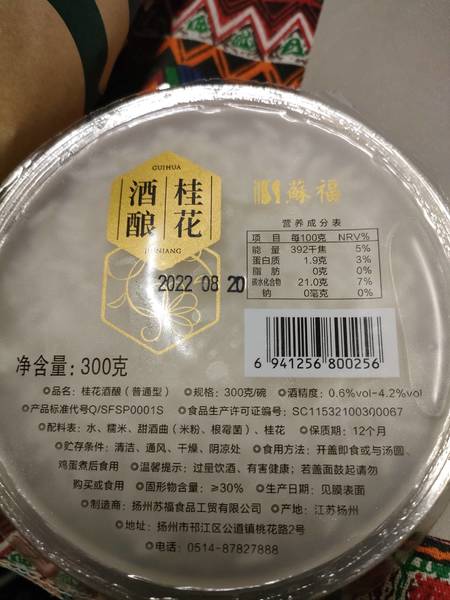 GUIHUA
桂花
酒酿
JIUNIANG
蘇福
营养成分表
项目 每100克 NRV%
能量 392千焦 5%
蛋白质 1.9克 3%
脂肪 0克 0%
碳水化合物 21.0克 7%
钠 0毫克 0%
2022 08 20
6 941256 800256
净含量：300克
品名：桂花酒酿（普通型） 规格：300克/碗 酒精度：0.6%vol-4.2%vol
产品标准代号Q/SFSP0001S 食品生产许可证编号：SC11532100300067
配料表：水、糯米、甜酒曲（米粉、根霉菌）、桂花 保质期：12个月
贮存条件：清洁、通风、干燥、阴凉处 食用方法：开盖即食或与汤圆、
鸡蛋煮后食用 温馨提示：过量饮酒、有害健康；若盖面鼓起请勿
购买或食用 固形物含量：≥30% 生产日期：见膜表面
制造商：扬州苏福食品工贸有限公司 产地：江苏扬州
地址：扬州市邗江区公道镇桃花路2号
电话：0514-87827888